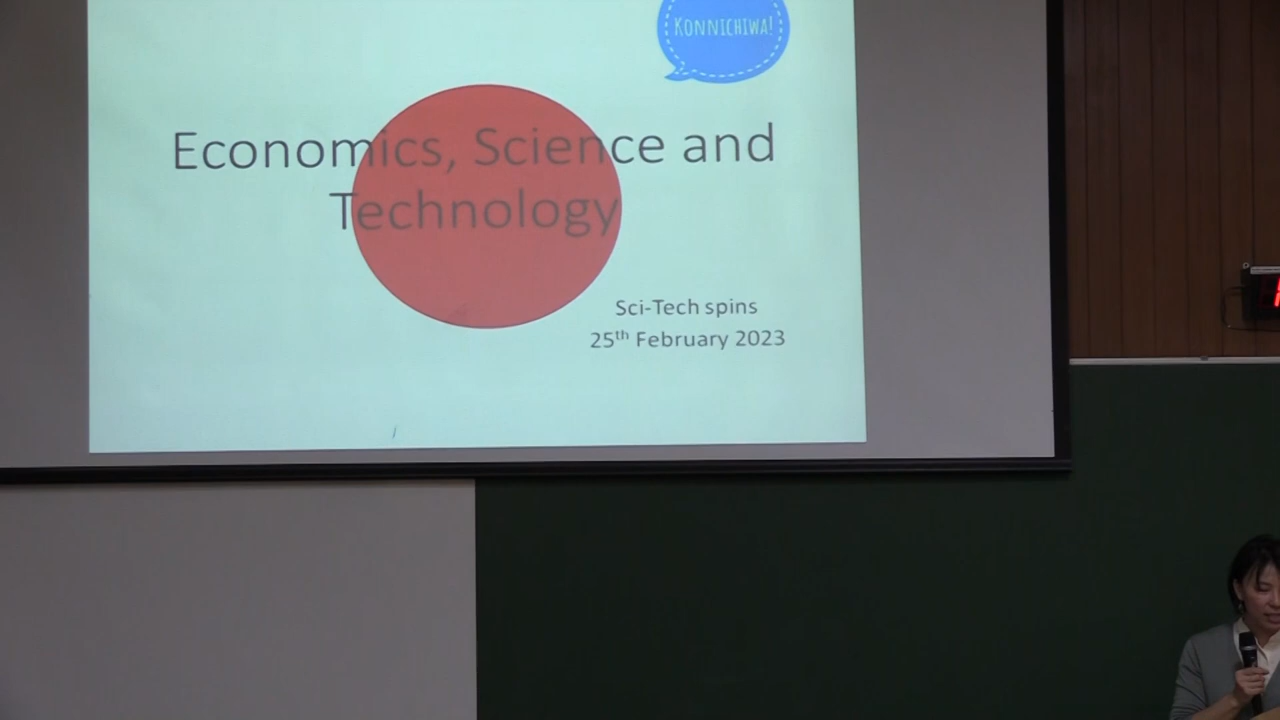 KONNICHIWA!
Economics, Science and
Technology
Sci-Tech spins
25th February 2023